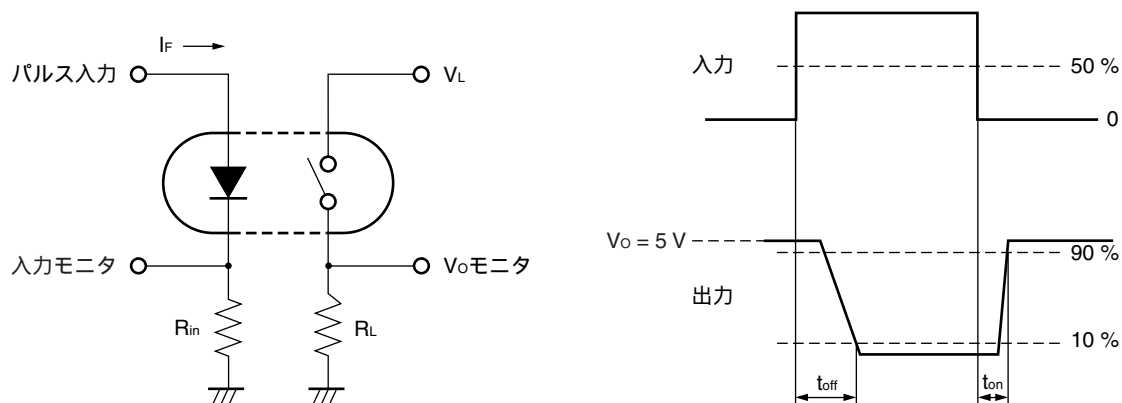 IF
パルス入力
VL
入力モニタ
VOモニタ
Rin
RL
入力
50 %
0
VO = 5 V
90 %
出力
10 %
toff
ton